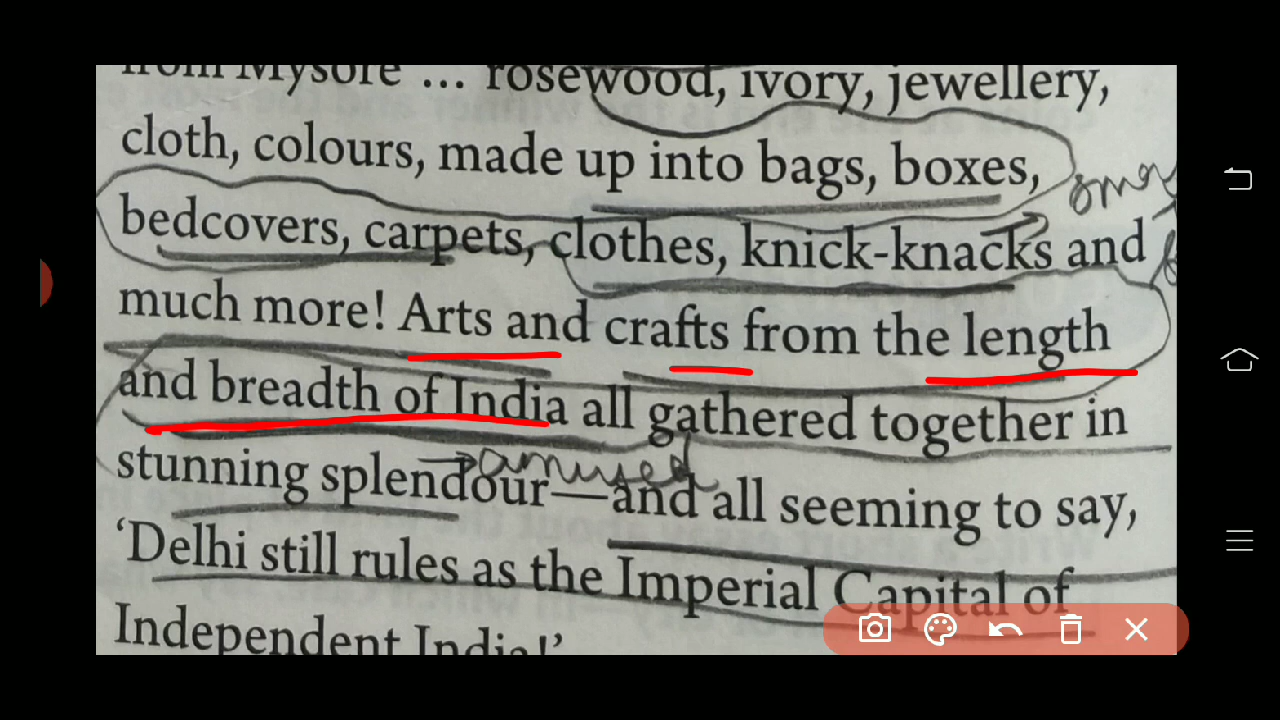 from Mysore ... rosewood, ivory, jewellery,
cloth, colours, made up into bags, boxes,
bedcovers, carpets, clothes, knick-knacks and
much more! Arts and crafts from the length
and breadth of India all gathered together in
amused
stunning splendour—and all seeming to say,
‘Delhi still rules as the Imperial Capital of
Independent India!’